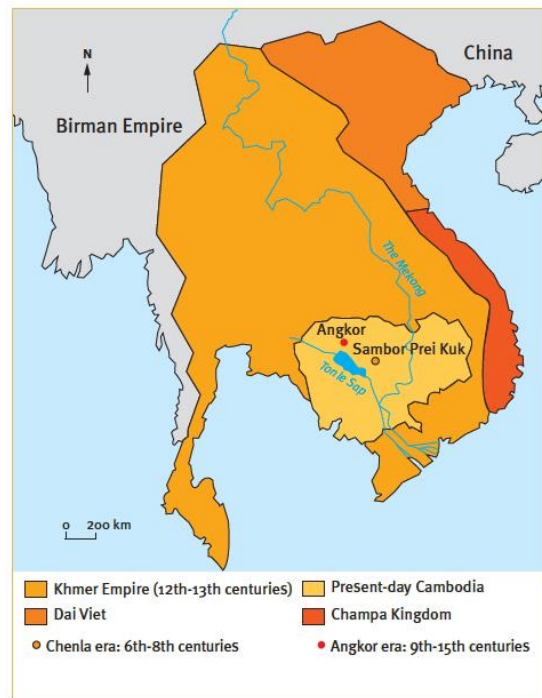 China
N
Birman Empire
The Mekong
Angkor
Sambor Prei Kuk
Tonle Sap
0 200 km
Khmer Empire (12th-13th centuries)
Present-day Cambodia
Dai Viet
Champa Kingdom
Chenla era: 6th-8th centuries
Angkor era: 9th-15th centuries